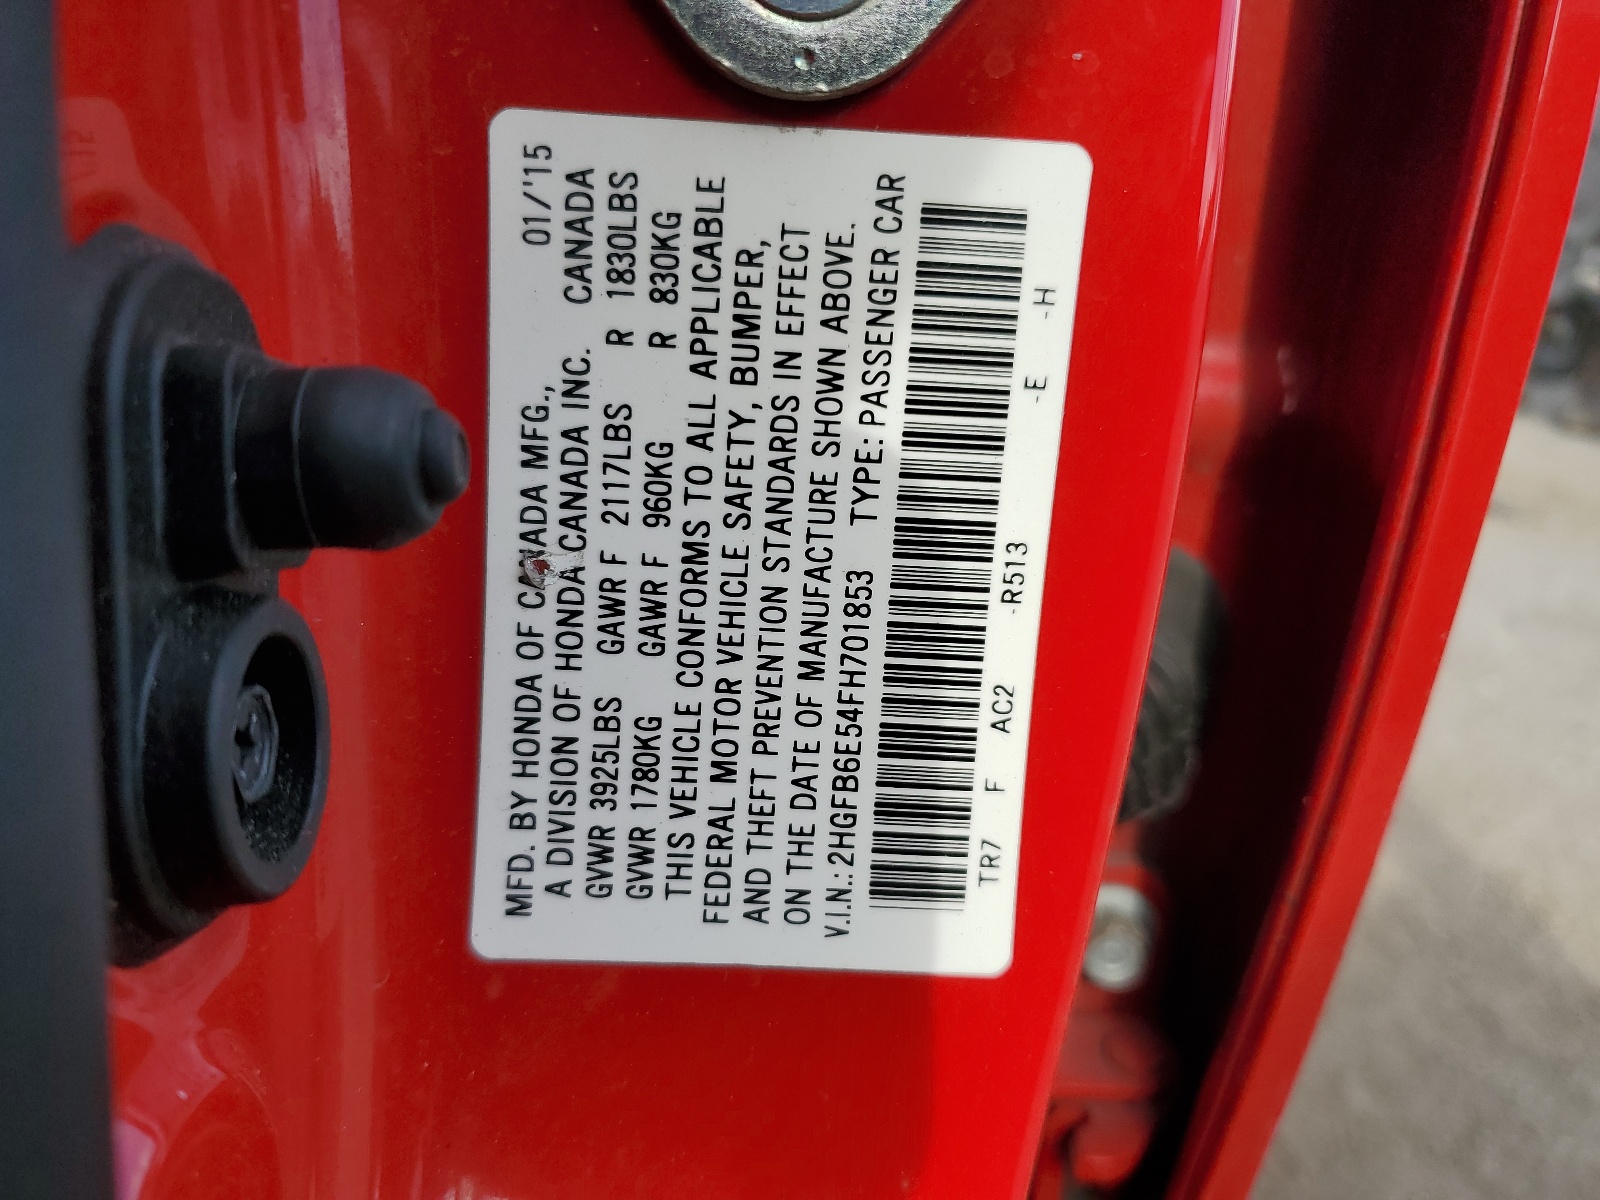 01/'15
MFD. BY HONDA OF CANADA MFG.,
A DIVISION OF HONDA CANADA INC. CANADA
GVWR 3925LBS GAWR F 2117LBS R 1830LBS
GVWR 1780KG GAWR F 960KG R 830KG
THIS VEHICLE CONFORMS TO ALL APPLICABLE
FEDERAL MOTOR VEHICLE SAFETY, BUMPER,
AND THEFT PREVENTION STANDARDS IN EFFECT
ON THE DATE OF MANUFACTURE SHOWN ABOVE.
V.I.N.: 2HGFB6E54FH701853 TYPE: PASSENGER CAR
TR7 F AC2 -R513 -E -H